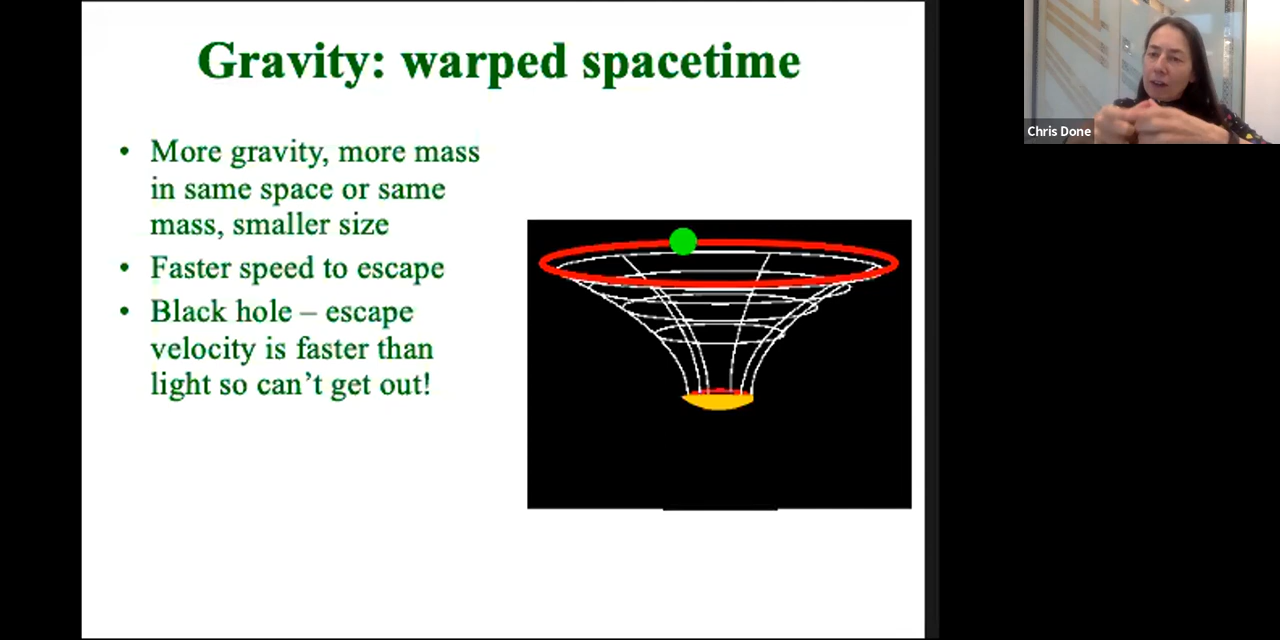 Gravity: warped spacetime
• More gravity, more mass
in same space or same
mass, smaller size
• Faster speed to escape
• Black hole – escape
velocity is faster than
light so can't get out!
Chris Done